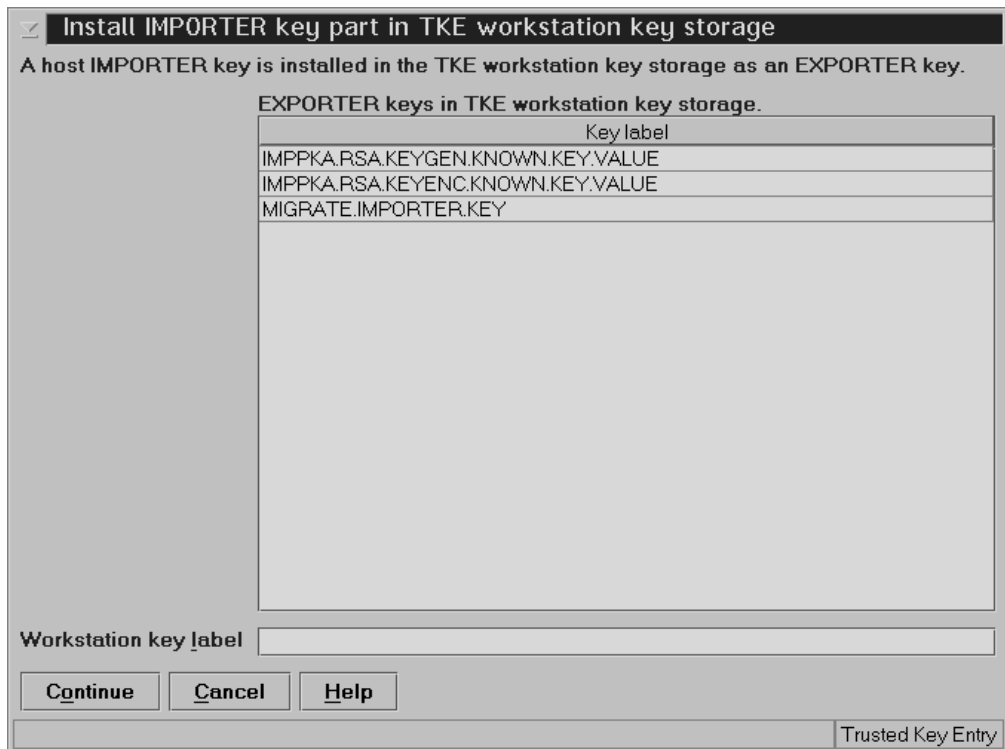 Install IMPORTER key part in TKE workstation key storage
A host IMPORTER key is installed in the TKE workstation key storage as an EXPORTER key.
EXPORTER keys in TKE workstation key storage.
Key label
IMPPKA.RSA.KEYGEN.KNOWN.KEY.VALUE
IMPPKA.RSA.KEYENC.KNOWN.KEY.VALUE
MIGRATE.IMPORTER.KEY
Workstation key label
Continue Cancel Help
Trusted Key Entry